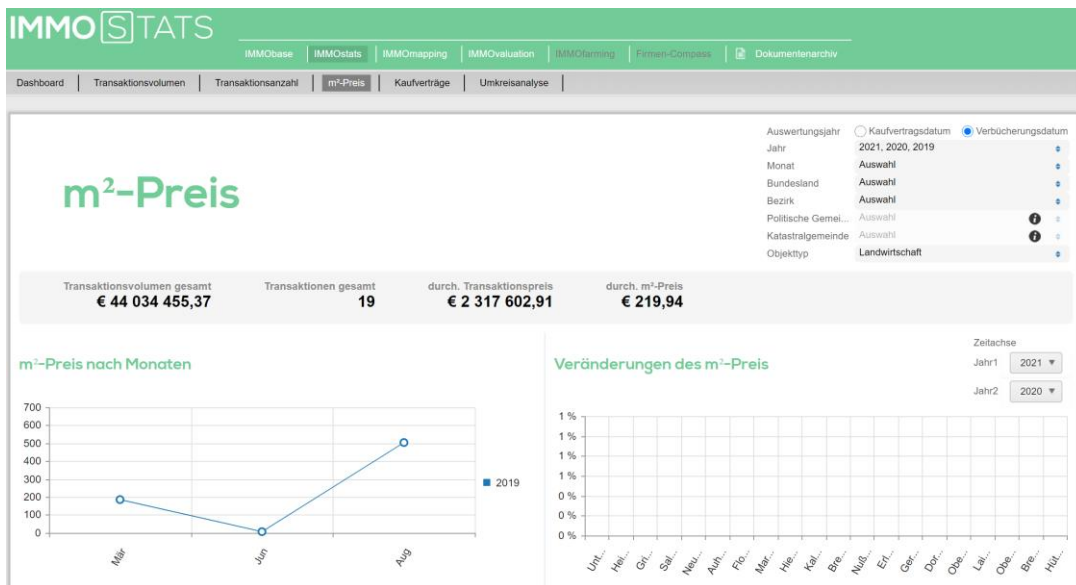 IMMO[S]TATS
IMMObase IMMOstats IMMOmapping IMMOvaluation IMMOfarming Firmen-Compass Dokumentenarchiv
Dashboard Transaktionsvolumen Transaktionsanzahl m²-Preis Kaufverträge Umkreisanalyse
Auswertungsjahr Kaufvertragsdatum Verbücherungsdatum
Jahr 2021, 2020, 2019
Monat Auswahl
Bundesland Auswahl
Bezirk Auswahl
Politische Gemei... Auswahl
Katastralgemeinde Auswahl
Objekttyp Landwirtschaft
m²-Preis
Transaktionsvolumen gesamt Transaktionen gesamt durch. Transaktionspreis durch. m²-Preis
€ 44 034 455,37 19 € 2 317 602,91 € 219,94
m²-Preis nach Monaten
700
600
500
400
300
200
100
0
Mär Jun Aug
2019
Veränderungen des m²-Preis
Zeitachse
Jahr1 2021
Jahr2 2020
1 %
1 %
1 %
1 %
0 %
0 %
0 %
Unt... Hei... Gri... Sal... Neu... Auh... Flo... Mar... Hie... Kal... Bre... Nuß... Erl... Ger... Dor... Obe... Lai... Obe... Bre... Hüt...